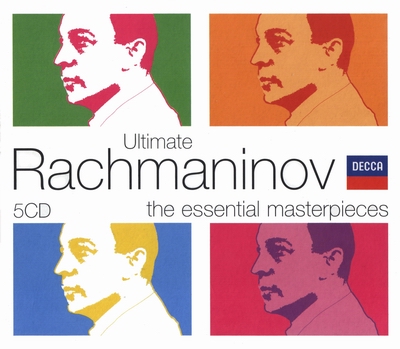 Ultimate
Rachmaninov
DECCA
5CD
the essential masterpieces